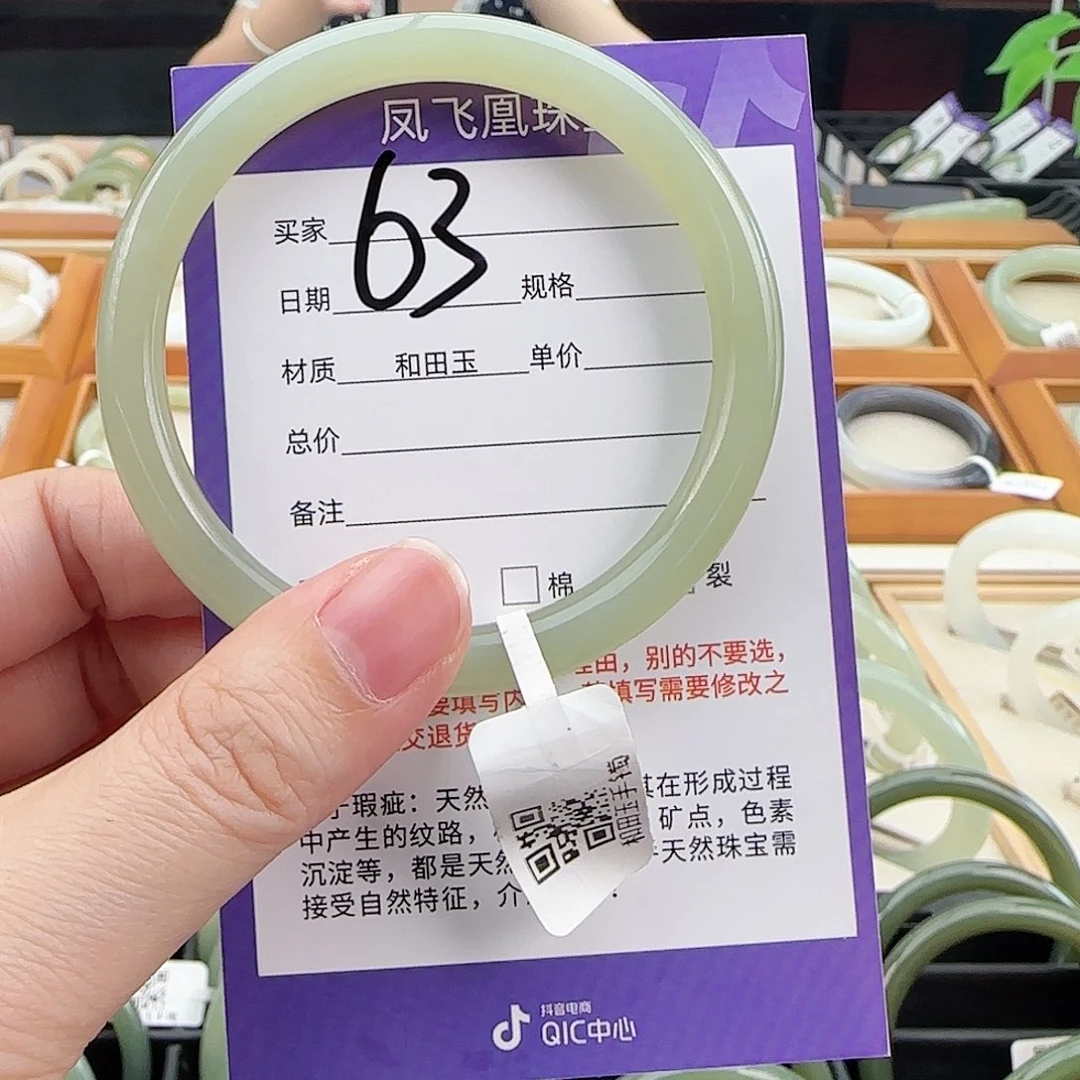 凤飞凰珠
买家
63
日期 规格
材质 和田玉 单价
总价
备注
棉 裂
由，别的不要选，
要填写内 填写需要修改之
交退货
瑕疵：天然 其在形成过程
中产生的纹路， 矿点，色素
沉淀等，都是天然 天然珠宝需
接受自然特征，介
和田玉手镯
抖音电商
QIC中心